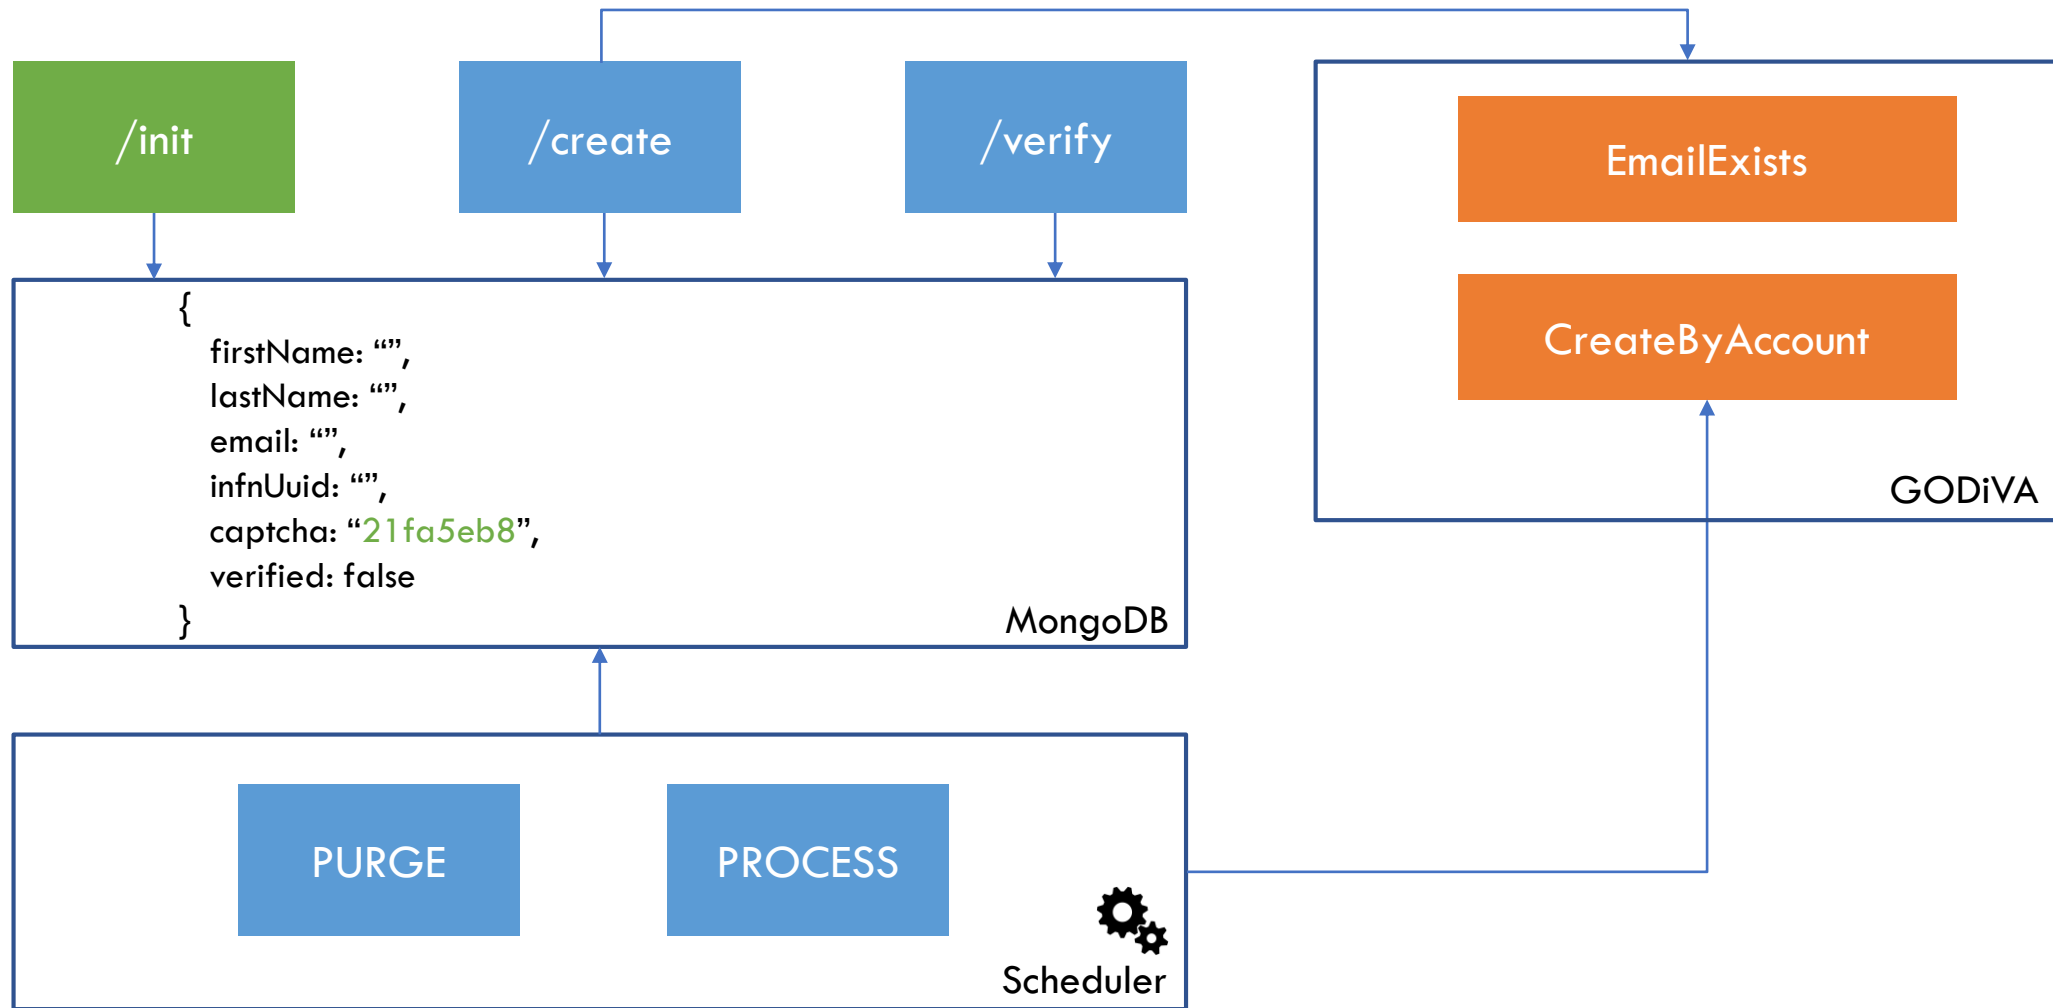 /init
/create
/verify
EmailExists
CreateByAccount
GODiVA
{
firstName: “”,
lastName: “”,
email: “”,
infnUuid: “”,
captcha: “21fa5eb8”,
verified: false
}
MongoDB
PURGE
PROCESS
Scheduler